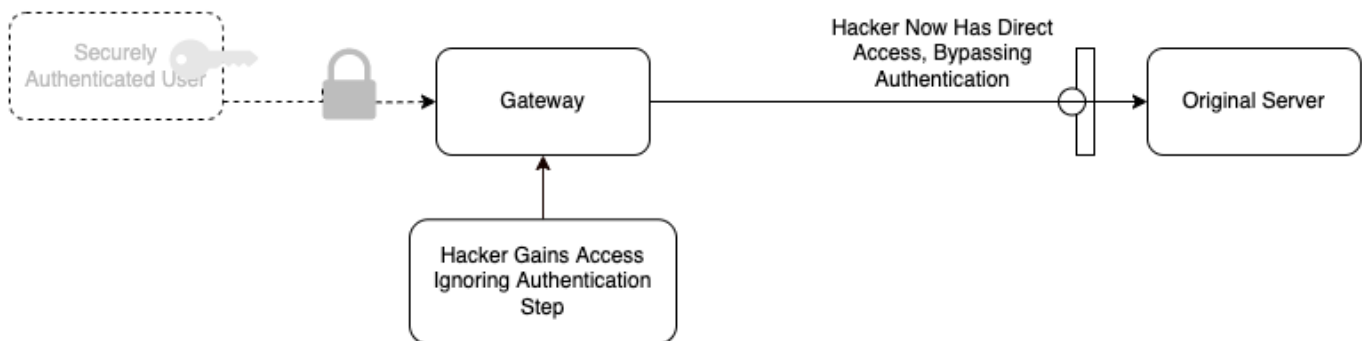 Securely
Authenticated User
Gateway
Hacker Now Has Direct
Access, Bypassing
Authentication
Original Server
Hacker Gains Access
Ignoring Authentication
Step